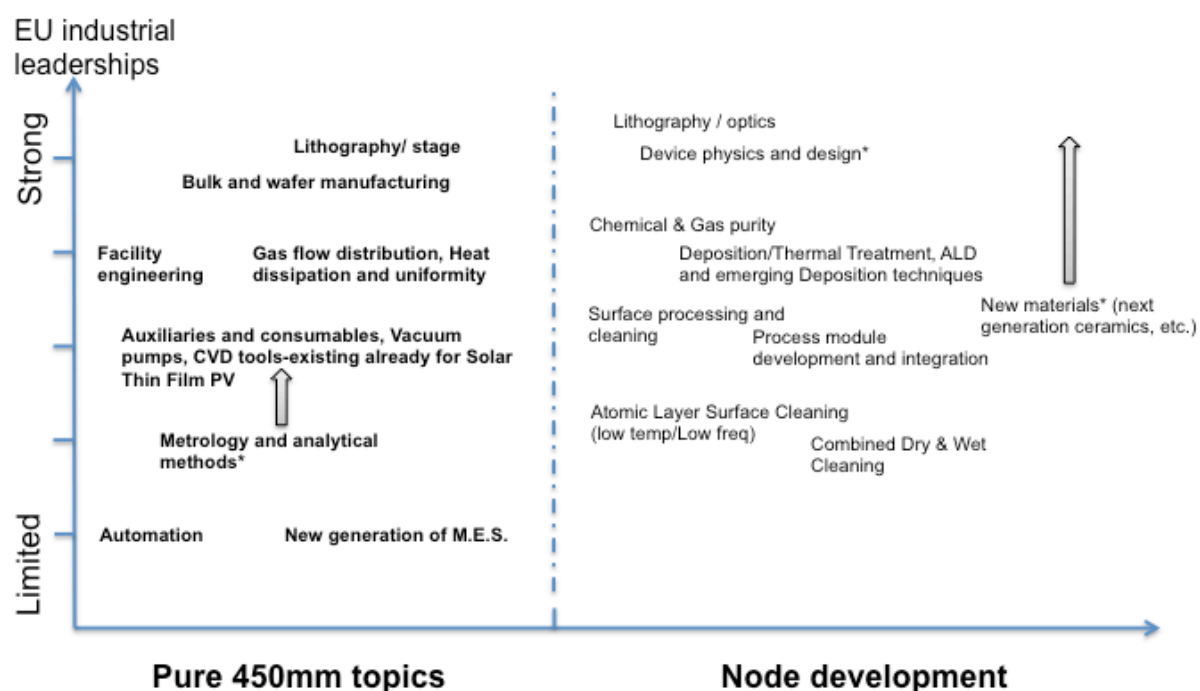 EU industrial
leaderships
Strong
Limited
Lithography/ stage
Bulk and wafer manufacturing
Facility
engineering
Gas flow distribution, Heat
dissipation and uniformity
Auxiliaries and consumables, Vacuum
pumps, CVD tools-existing already for Solar
Thin Film PV
Metrology and analytical
methods*
Automation
New generation of M.E.S.
Lithography / optics
Device physics and design*
Chemical & Gas purity
Deposition/Thermal Treatment, ALD
and emerging Deposition techniques
New materials* (next
generation ceramics, etc.)
Surface processing and
cleaning
Process module
development and integration
Atomic Layer Surface Cleaning
(low temp/Low freq)
Combined Dry & Wet
Cleaning
Pure 450mm topics
Node development